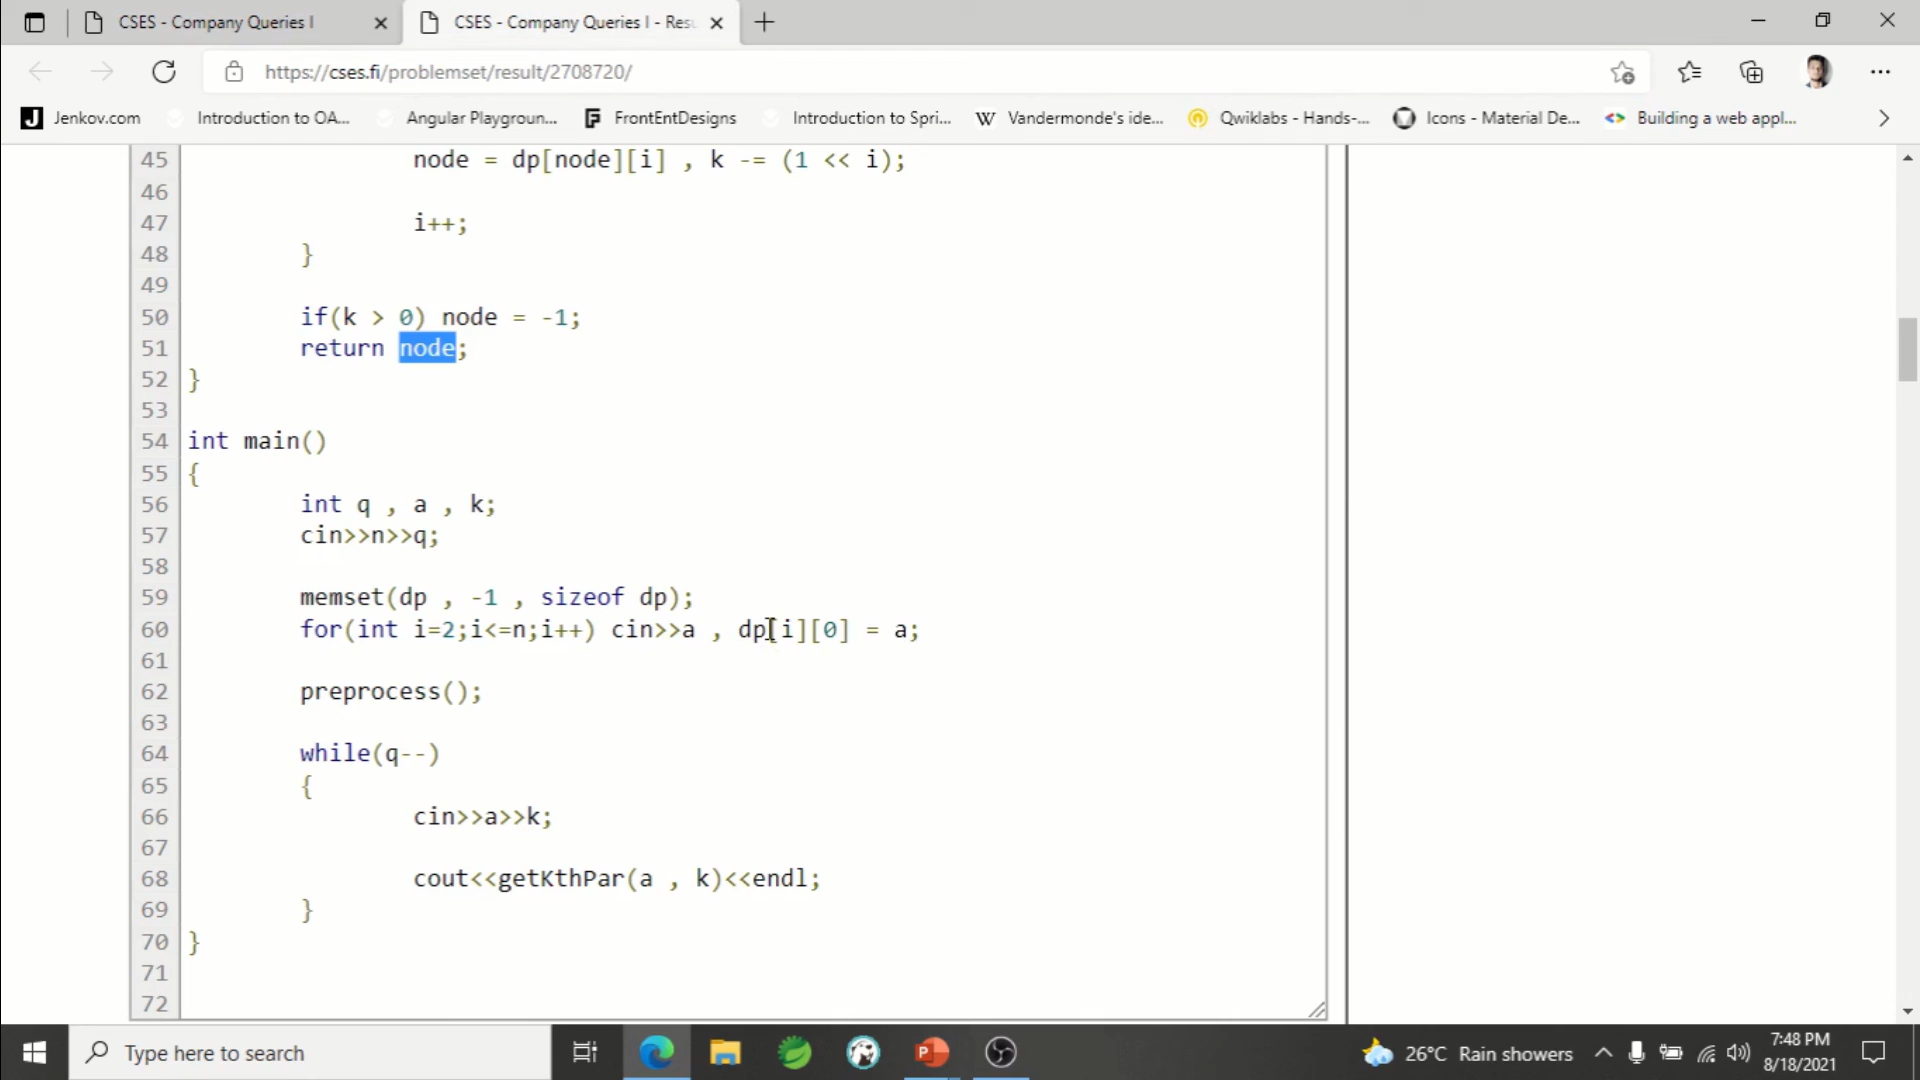 CSES - Company Queries I
CSES - Company Queries I - Res
https://cses.fi/problemset/result/2708720/
Jenkov.com
Introduction to OA...
Angular Playgroun...
FrontEntDesigns
Introduction to Spri...
Vandermonde's ide...
Qwiklabs - Hands-...
Icons - Material De...
Building a web appl...
45 node = dp[node][i] , k -= (1 << i);
46
47 i++;
48 }
49
50 if(k > 0) node = -1;
51 return node;
52 }
53
54 int main()
55 {
56 int q , a , k;
57 cin>>n>>q;
58
59 memset(dp , -1 , sizeof dp);
60 for(int i=2;i<=n;i++) cin>>a , dp[i][0] = a;
61
62 preprocess();
63
64 while(q--)
65 {
66 cin>>a>>k;
67
68 cout<<getKthPar(a , k)<<endl;
69 }
70 }
71
72
Type here to search
26°C Rain showers
7:48 PM
8/18/2021